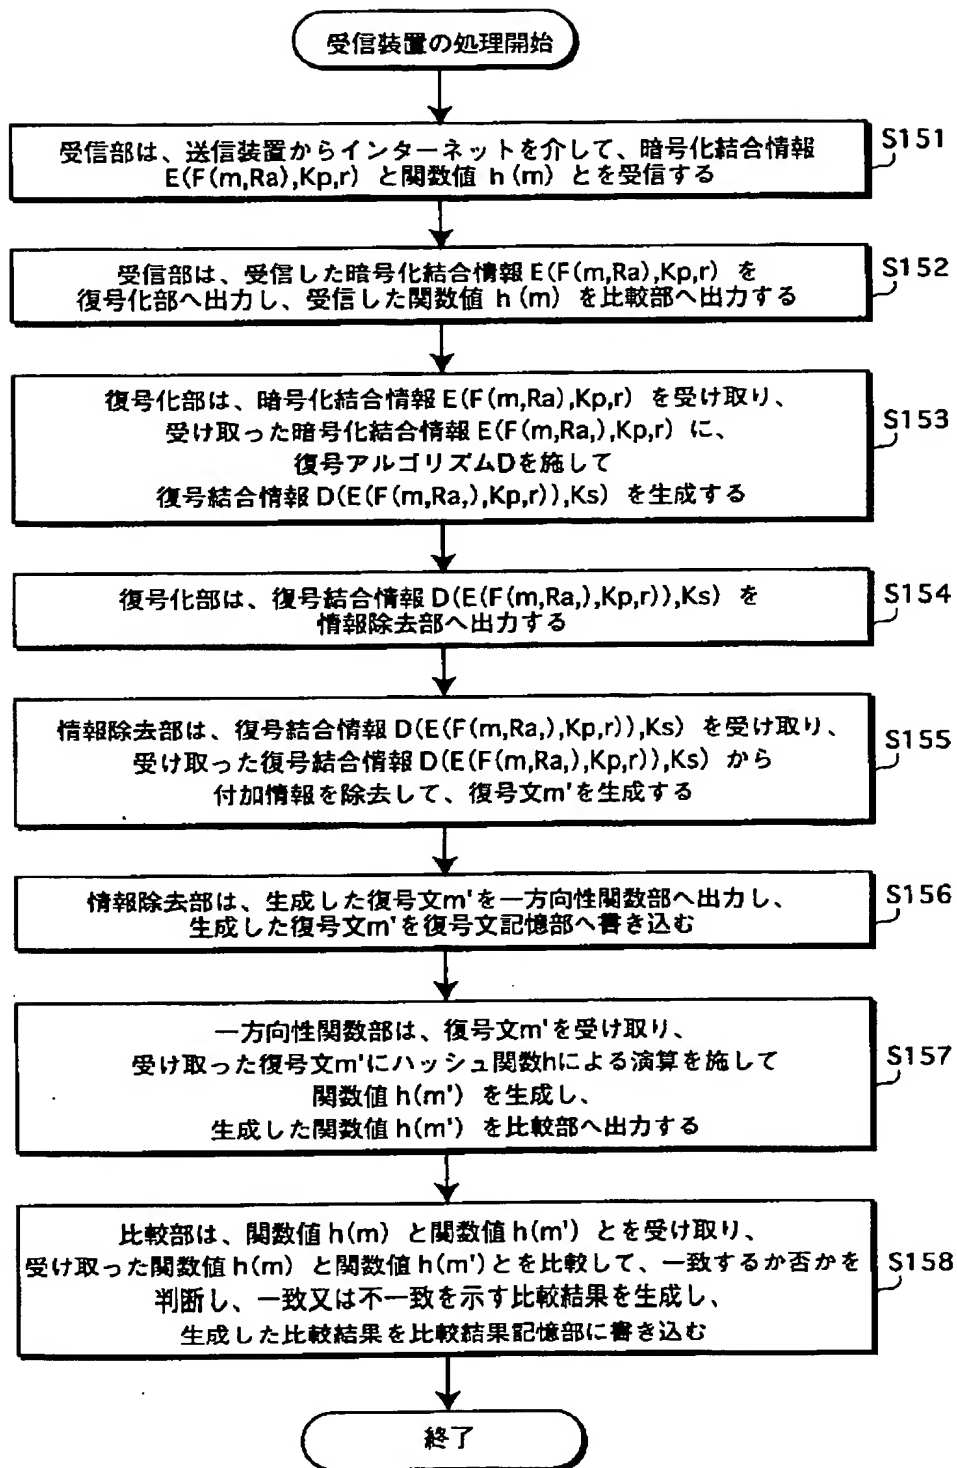 受信装置の処理開始
受信部は、送信装置からインターネットを介して、暗号化結合情報
E(F(m,Ra),Kp,r) と関数値 h(m) とを受信する
S151
受信部は、受信した暗号化結合情報 E(F(m,Ra),Kp,r) を
復号化部へ出力し、受信した関数値 h(m) を比較部へ出力する
S152
復号化部は、暗号化結合情報 E(F(m,Ra),Kp,r) を受け取り、
受け取った暗号化結合情報 E(F(m,Ra,),Kp,r) に、
復号アルゴリズムDを施して
復号結合情報 D(E(F(m,Ra,),Kp,r)),Ks) を生成する
S153
復号化部は、復号結合情報 D(E(F(m,Ra,),Kp,r)),Ks) を
情報除去部へ出力する
S154
情報除去部は、復号結合情報 D(E(F(m,Ra,),Kp,r)),Ks) を受け取り、
受け取った復号結合情報 D(E(F(m,Ra,),Kp,r)),Ks) から
付加情報を除去して、復号文m'を生成する
S155
情報除去部は、生成した復号文m'を一方向性関数部へ出力し、
生成した復号文m'を復号文記憶部へ書き込む
S156
一方向性関数部は、復号文m'を受け取り、
受け取った復号文m'にハッシュ関数hによる演算を施して
関数値 h(m') を生成し、
生成した関数値 h(m') を比較部へ出力する
S157
比較部は、関数値 h(m) と関数値 h(m') とを受け取り、
受け取った関数値 h(m) と関数値 h(m') とを比較して、一致するか否かを
判断し、一致又は不一致を示す比較結果を生成し、
生成した比較結果を比較結果記憶部に書き込む
S158
終了